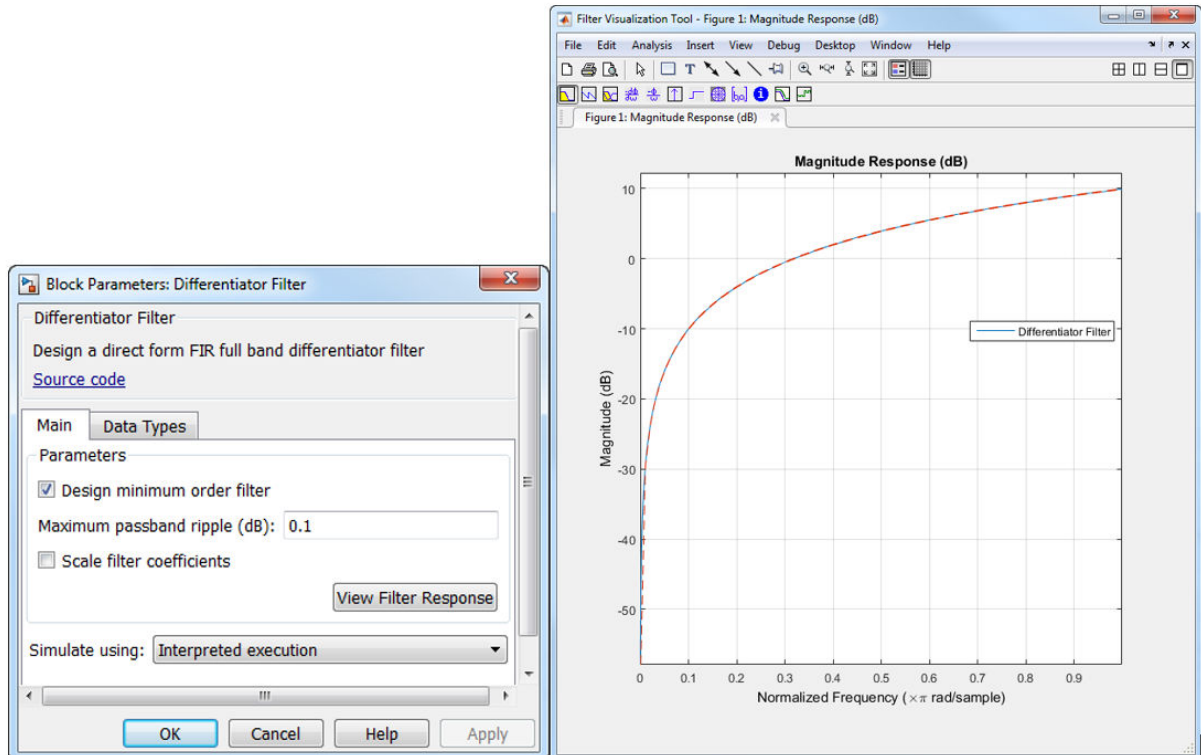 Block Parameters: Differentiator Filter
Differentiator Filter
Design a direct form FIR full band differentiator filter
Source code
Main
Data Types
Parameters
Design minimum order filter
Maximum passband ripple (dB): 0.1
Scale filter coefficients
View Filter Response
Simulate using: Interpreted execution
OK
Cancel
Help
Apply
Filter Visualization Tool - Figure 1: Magnitude Response (dB)
File Edit Analysis Insert View Debug Desktop Window Help
Figure 1: Magnitude Response (dB)
Magnitude Response (dB)
Magnitude (dB)
10
0
-10
-20
-30
-40
-50
Differentiator Filter
0 0.1 0.2 0.3 0.4 0.5 0.6 0.7 0.8 0.9
Normalized Frequency (×π rad/sample)